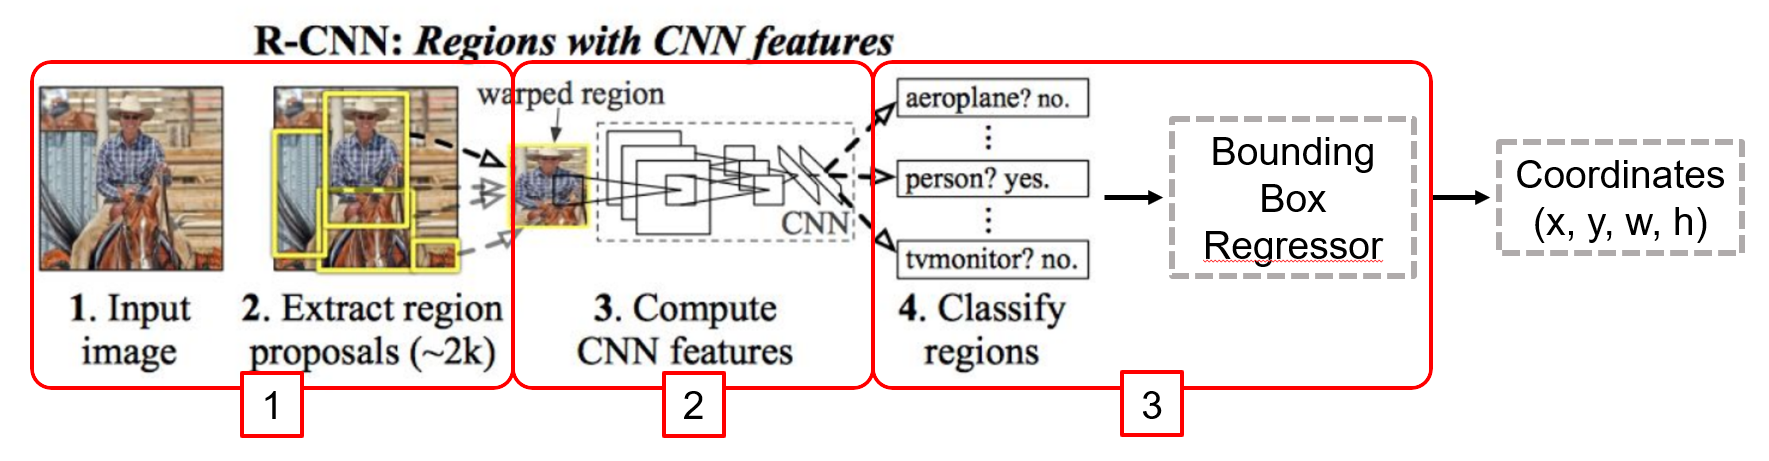 R-CNN: Regions with CNN features
warped region
aeroplane? no.
person? yes.
tvmonitor? no.
CNN
Bounding
Box
Regressor
Coordinates
(x, y, w, h)
1. Input
image
2. Extract region
proposals (~2k)
3. Compute
CNN features
4. Classify
regions
1
2
3